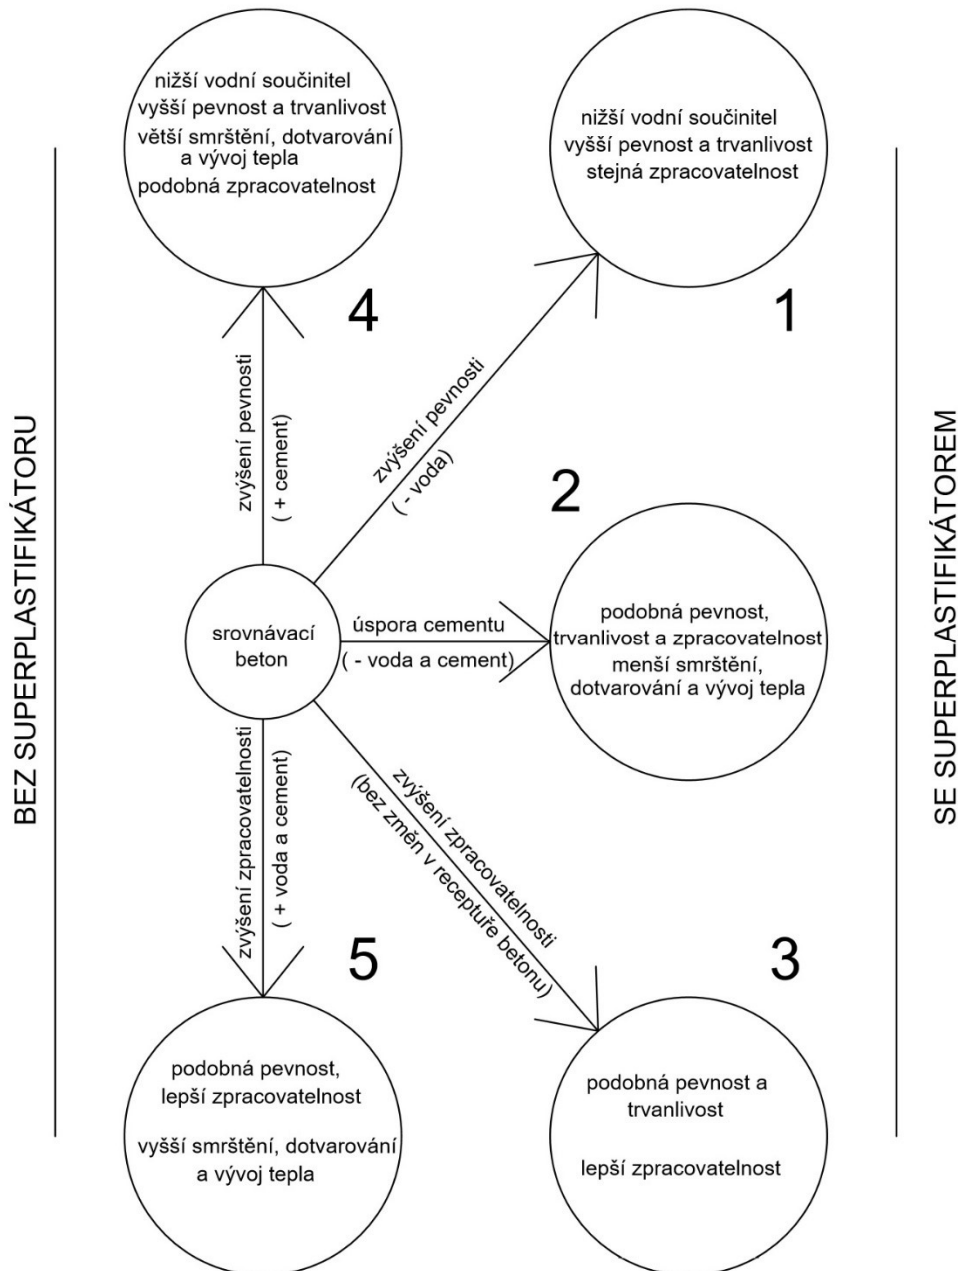 nižší vodní součinitel
vyšší pevnost a trvanlivost
větší smrštění, dotvarování
a vývoj tepla
podobná zpracovatelnost
nižší vodní součinitel
vyšší pevnost a trvanlivost
stejná zpracovatelnost
4
1
zvýšení pevnosti
( + cement)
zvýšení pevnosti
( - voda)
BEZ SUPERPLASTIFIKÁTORU
SE SUPERPLASTIFIKÁTOREM
2
srovnávací
beton
úspora cementu
( - voda a cement)
podobná pevnost,
trvanlivost a zpracovatelnost
menší smrštění,
dotvarování a vývoj tepla
zvýšení zpracovatelnosti
( + voda a cement)
zvýšení zpracovatelnosti
(bez změn v receptuře betonu)
5
3
podobná pevnost,
lepší zpracovatelnost
vyšší smrštění, dotvarování
a vývoj tepla
podobná pevnost a
trvanlivost
lepší zpracovatelnost